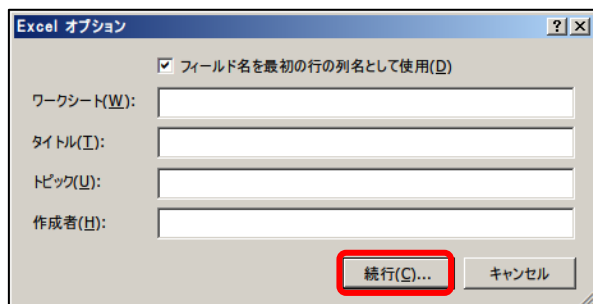 Excel オプション
フィールド名を最初の行の列名として使用(D)
ワークシート(W):
タイトル(T):
トピック(U):
作成者(H):
続行(C)... キャンセル